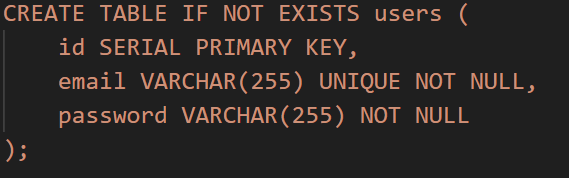 CREATE TABLE IF NOT EXISTS users (
    id SERIAL PRIMARY KEY,
    email VARCHAR(255) UNIQUE NOT NULL,
    password VARCHAR(255) NOT NULL
);